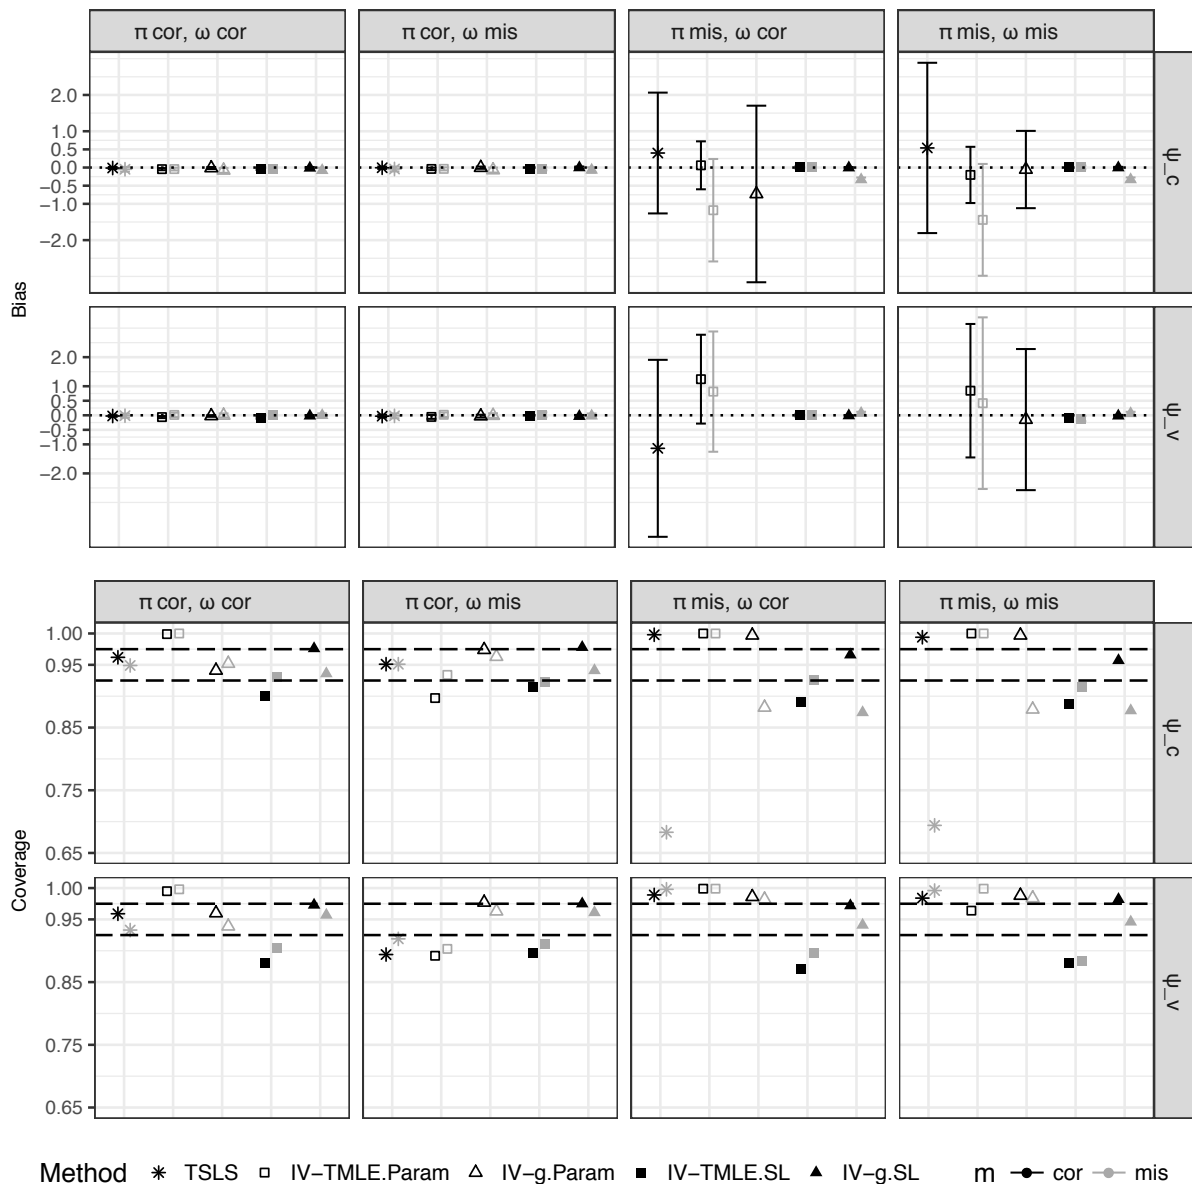 π cor, ω cor
π cor, ω mis
π mis, ω cor
π mis, ω mis
2.0
1.0
0.5
0.0
−0.5
−1.0
−2.0
ψ_c
Bias
2.0
1.0
0.5
0.0
−0.5
−1.0
−2.0
ψ_v
π cor, ω cor
π cor, ω mis
π mis, ω cor
π mis, ω mis
1.00
0.95
0.85
0.75
0.65
ψ_c
Coverage
1.00
0.95
0.85
0.75
0.65
ψ_v
Method TSLS IV−TMLE.Param IV−g.Param IV−TMLE.SL IV−g.SL m cor mis